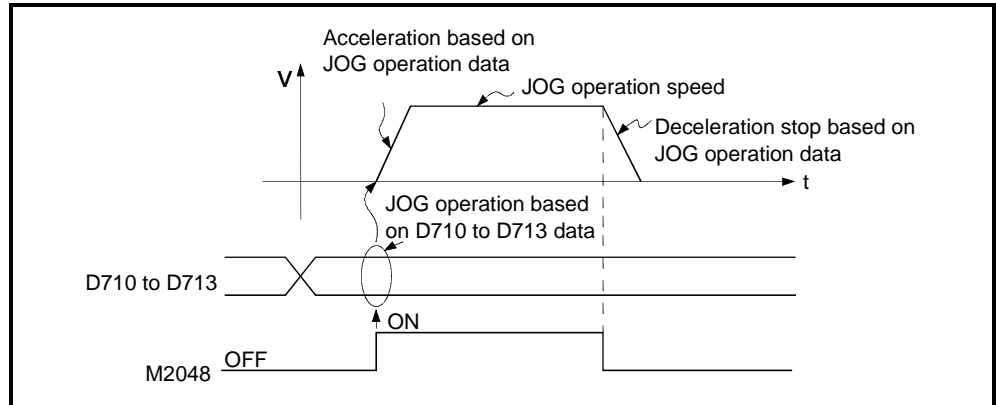 Acceleration based on
JOG operation data
V
JOG operation speed
Deceleration stop based on
JOG operation data
t
JOG operation based
on D710 to D713 data
D710 to D713
ON
OFF
M2048